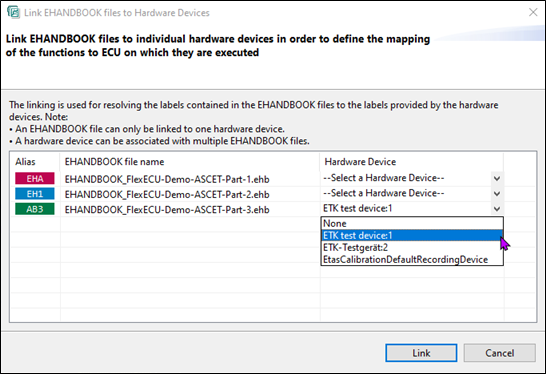 Link EHANDBOOK files to Hardware Devices
Link EHANDBOOK files to individual hardware devices in order to define the mapping
of the functions to ECU on which they are executed
The linking is used for resolving the labels contained in the EHANDBOOK files to the labels provided by the hardware
devices. Note:
• An EHANDBOOK file can only be linked to one hardware device.
• A hardware device can be associated with multiple EHANDBOOK files.
Alias EHANDBOOK file name Hardware Device
EHA EHANDBOOK_FlexECU-Demo-ASCET-Part-1.ehb --Select a Hardware Device--
EH1 EHANDBOOK_FlexECU-Demo-ASCET-Part-2.ehb --Select a Hardware Device--
AB3 EHANDBOOK_FlexECU-Demo-ASCET-Part-3.ehb ETK test device:1
None
ETK test device:1
ETK-Testgerät:2
EtasCalibrationDefaultRecordingDevice
Link Cancel